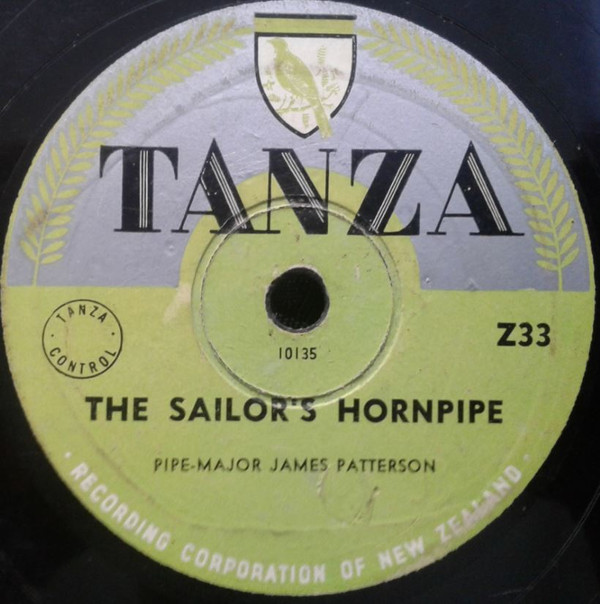 TANZA
· TANZA ·
CONTROL
Z33
10135
THE SAILOR'S HORNPIPE
PIPE-MAJOR JAMES PATTERSON
· RECORDING CORPORATION OF NEW ZEALAND ·